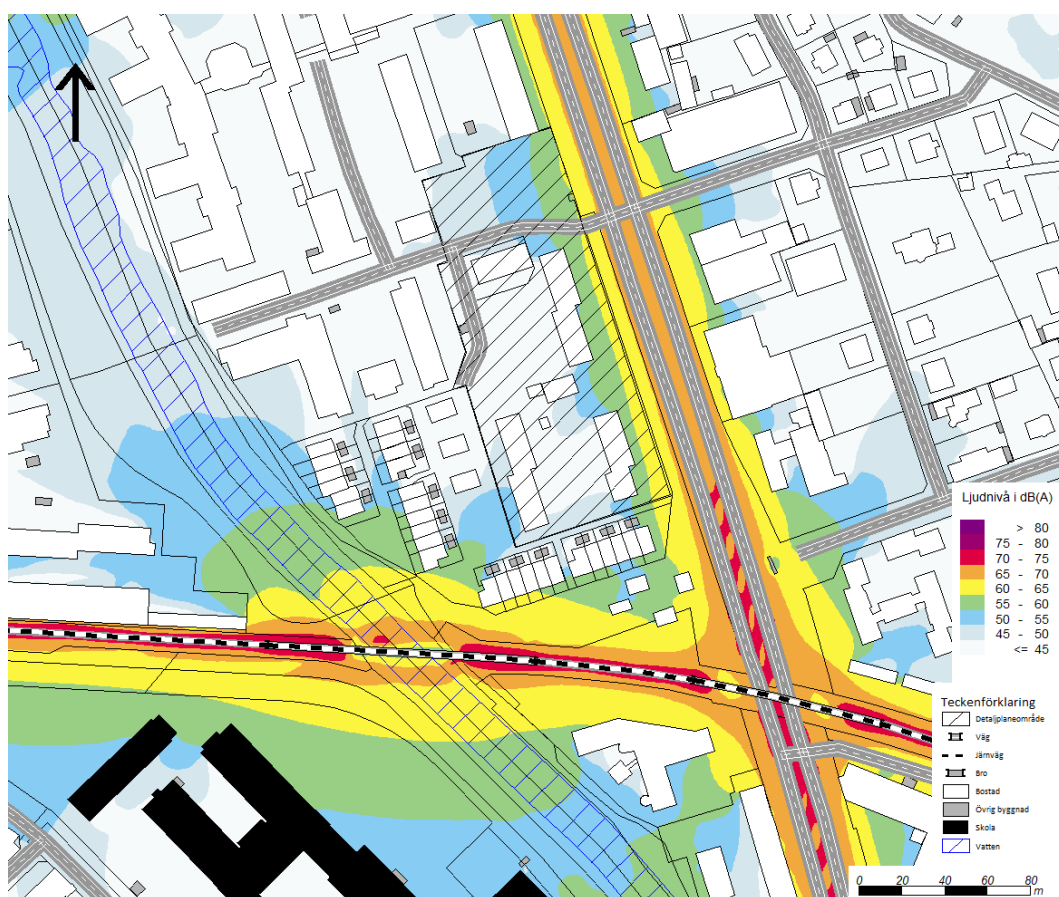 Ljudnivå i dB(A)
> 80
75 - 80
70 - 75
65 - 70
60 - 65
55 - 60
50 - 55
45 - 50
<= 45
Teckenförklaring
Detaljplaneområde
Väg
Järnväg
Bro
Bostad
Övrig byggnad
Skola
Vatten
0 20 40 60 80
m